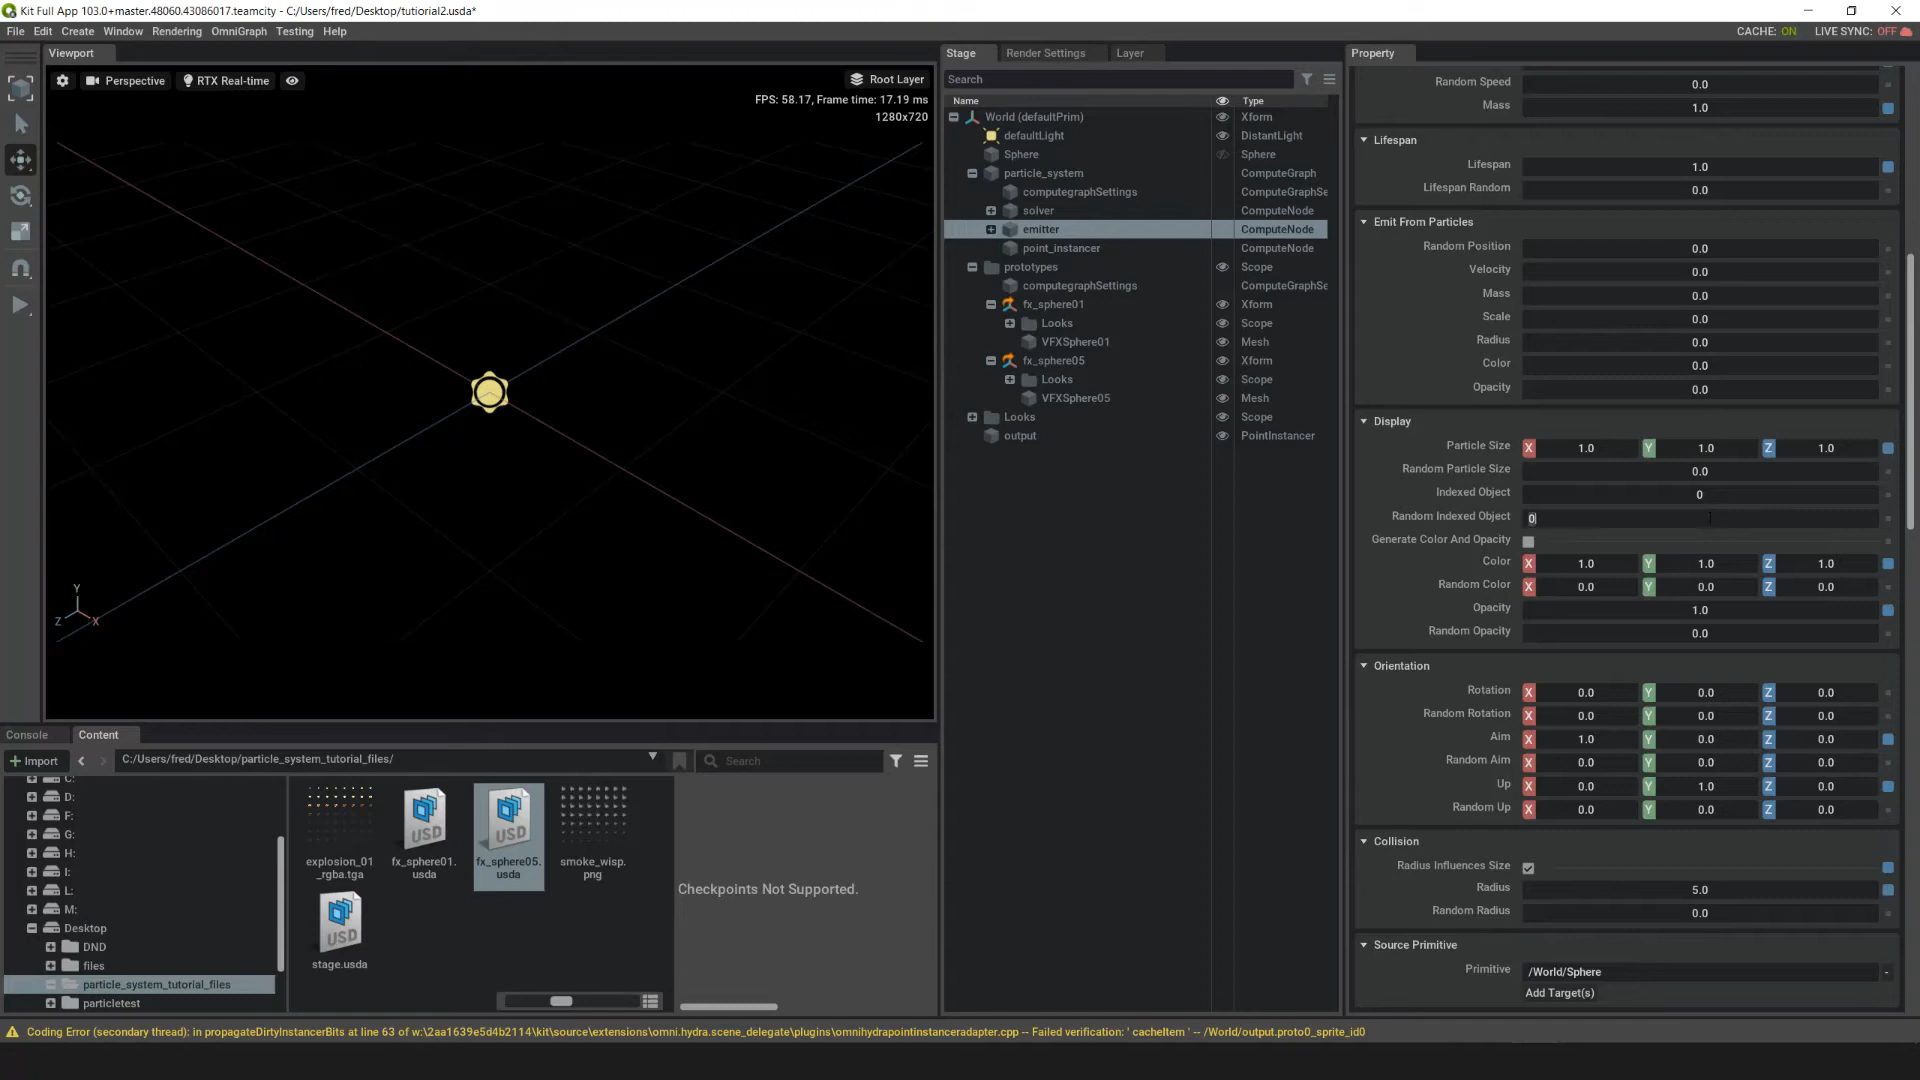 Kit Full App 103.0+master.48060.43086017.teamcity - C:/Users/fred/Desktop/tutiorial2.usda*
File Edit Create Window Rendering OmniGraph Testing Help
CACHE: ON LIVE SYNC: OFF
Viewport
Perspective RTX Real-time
Root Layer
FPS: 58.17, Frame time: 17.19 ms
1280x720
Y
Z X
Stage Render Settings Layer
Search
Name Type
World (defaultPrim) Xform
defaultLight DistantLight
Sphere Sphere
particle_system ComputeGraph
computegraphSettings ComputeGraphSe
solver ComputeNode
emitter ComputeNode
point_instancer ComputeNode
prototypes Scope
computegraphSettings ComputeGraphSe
fx_sphere01 Xform
Looks Scope
VFXSphere01 Mesh
fx_sphere05 Xform
Looks Scope
VFXSphere05 Mesh
Looks Scope
output PointInstancer
Property
Random Speed 0.0
Mass 1.0
Lifespan
Lifespan 1.0
Lifespan Random 0.0
Emit From Particles
Random Position 0.0
Velocity 0.0
Mass 0.0
Scale 0.0
Radius 0.0
Color 0.0
Opacity 0.0
Display
Particle Size X 1.0 Y 1.0 Z 1.0
Random Particle Size 0.0
Indexed Object 0
Random Indexed Object 0
Generate Color And Opacity
Color X 1.0 Y 1.0 Z 1.0
Random Color X 0.0 Y 0.0 Z 0.0
Opacity 1.0
Random Opacity 0.0
Orientation
Rotation X 0.0 Y 0.0 Z 0.0
Random Rotation X 0.0 Y 0.0 Z 0.0
Aim X 1.0 Y 0.0 Z 0.0
Random Aim X 0.0 Y 0.0 Z 0.0
Up X 0.0 Y 1.0 Z 0.0
Random Up X 0.0 Y 0.0 Z 0.0
Collision
Radius Influences Size
Radius 5.0
Random Radius 0.0
Source Primitive
Primitive /World/Sphere -
Add Target(s)
Console Content
+ Import C:/Users/fred/Desktop/particle_system_tutorial_files/ Search
C:
D:
F:
G:
H:
I:
L:
M:
Desktop
DND
files
particle_system_tutorial_files
particletest
explosion_01
_rgba.tga
USD
fx_sphere01.
usda
USD
fx_sphere05.
usda
smoke_wisp.
png
USD
stage.usda
Checkpoints Not Supported.
Coding Error (secondary thread): in propagateDirtyInstancerBits at line 63 of w:\2aa1639e5d4b2114\kit\source\extensions\omni.hydra.scene_delegate\plugins\omnihydrapointinstanceradapter.cpp -- Failed verification: ' cacheItem ' -- /World/output.proto0_sprite_id0